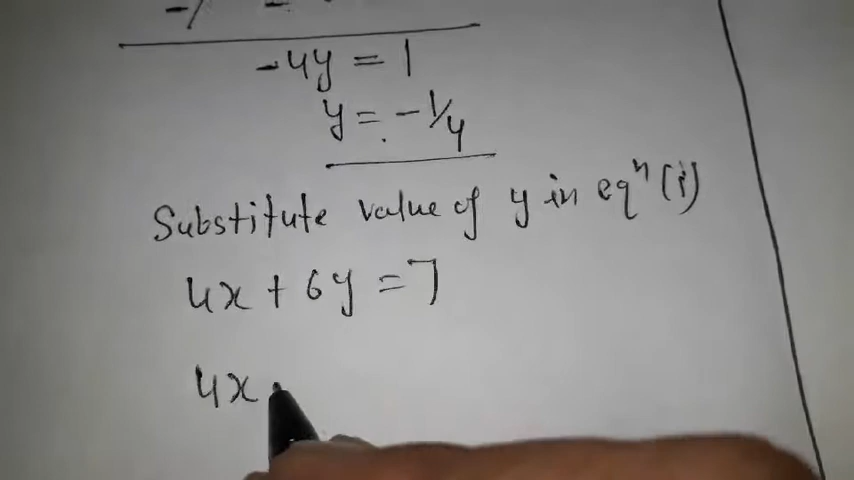 -4y = 1
y = -1/4
Substitute value of y in eqⁿ (i)
4x + 6y = 7
4x